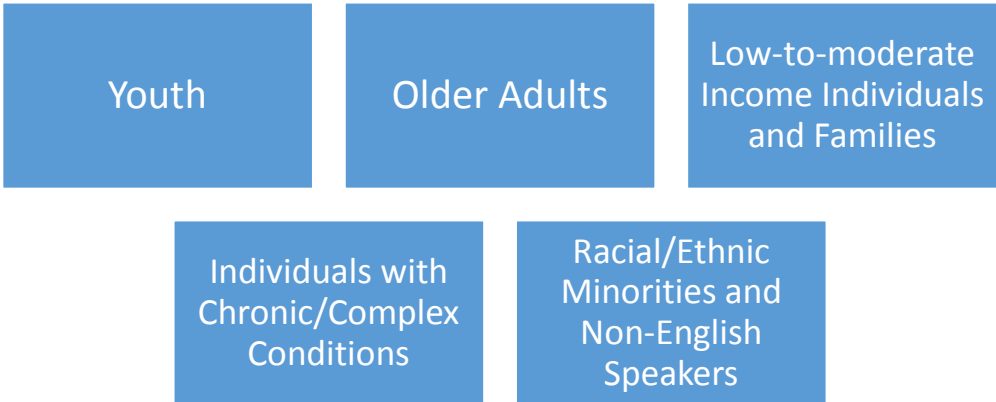 Youth
Older Adults
Low-to-moderate
Income Individuals
and Families
Individuals with
Chronic/Complex
Conditions
Racial/Ethnic
Minorities and
Non-English
Speakers